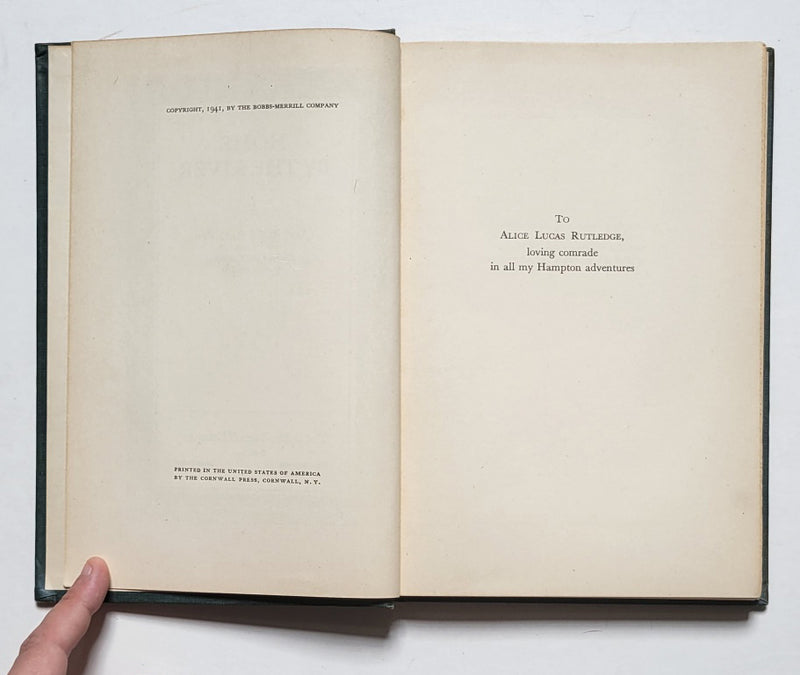 COPYRIGHT, 1941, BY THE BOBBS-MERRILL COMPANY
PRINTED IN THE UNITED STATES OF AMERICA
BY THE CORNWALL PRESS, CORNWALL, N. Y.
To
Alice Lucas Rutledge,
loving comrade
in all my Hampton adventures